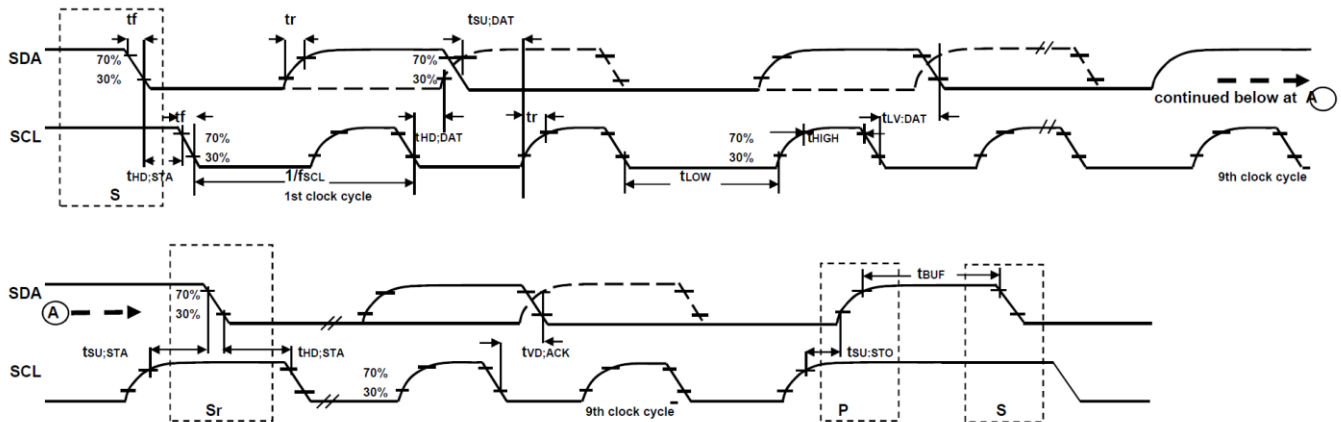 tf tr tSU;DAT
SDA 70% 70%
30% 30%
continued below at A
tf tHD;DAT tr tHIGH tLV:DAT
SCL 70% 70%
30% 30%
tHD;STA 1/fSCL tLOW
S 1st clock cycle 9th clock cycle
tBUF
SDA 70%
A 30%
tSU;STA tHD;STA tVD;ACK tSU:STO
SCL 70%
30%
Sr 9th clock cycle P S